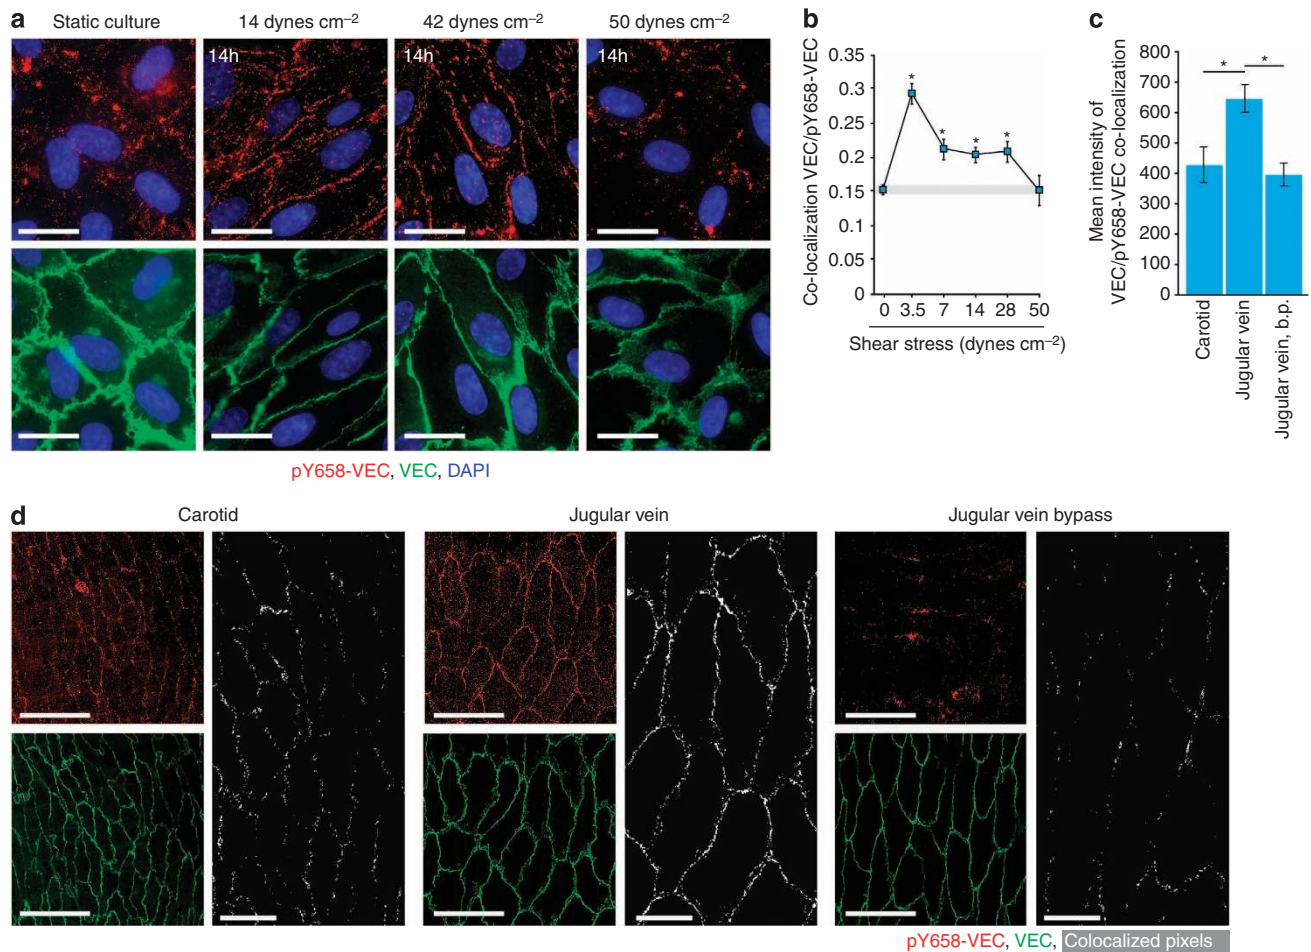 a
Static culture
14 dynes cm⁻²
42 dynes cm⁻²
50 dynes cm⁻²
14h
14h
14h
pY658-VEC, VEC, DAPI
b
Co-localization VEC/pY658-VEC
0.35
0.3
0.25
0.2
0.15
0.1
0.05
0
*
*
*
*
0 3.5 7 14 28 50
Shear stress (dynes cm⁻²)
c
Mean intensity of
VEC/pY658-VEC co-localization
800
700
600
500
400
300
200
100
0
*
*
Carotid
Jugular vein
Jugular vein, b.p.
d
Carotid
Jugular vein
Jugular vein bypass
pY658-VEC, VEC, Colocalized pixels